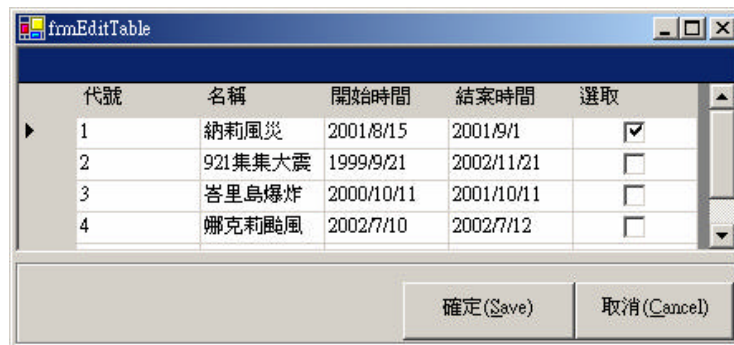 frmEditTable
代號 名稱 開始時間 結案時間 選取
1 納莉風災 2001/8/15 2001/9/1
2 921集集大震 1999/9/21 2002/11/21
3 峇里島爆炸 2000/10/11 2001/10/11
4 娜克莉颱風 2002/7/10 2002/7/12
確定(Save) 取消(Cancel)